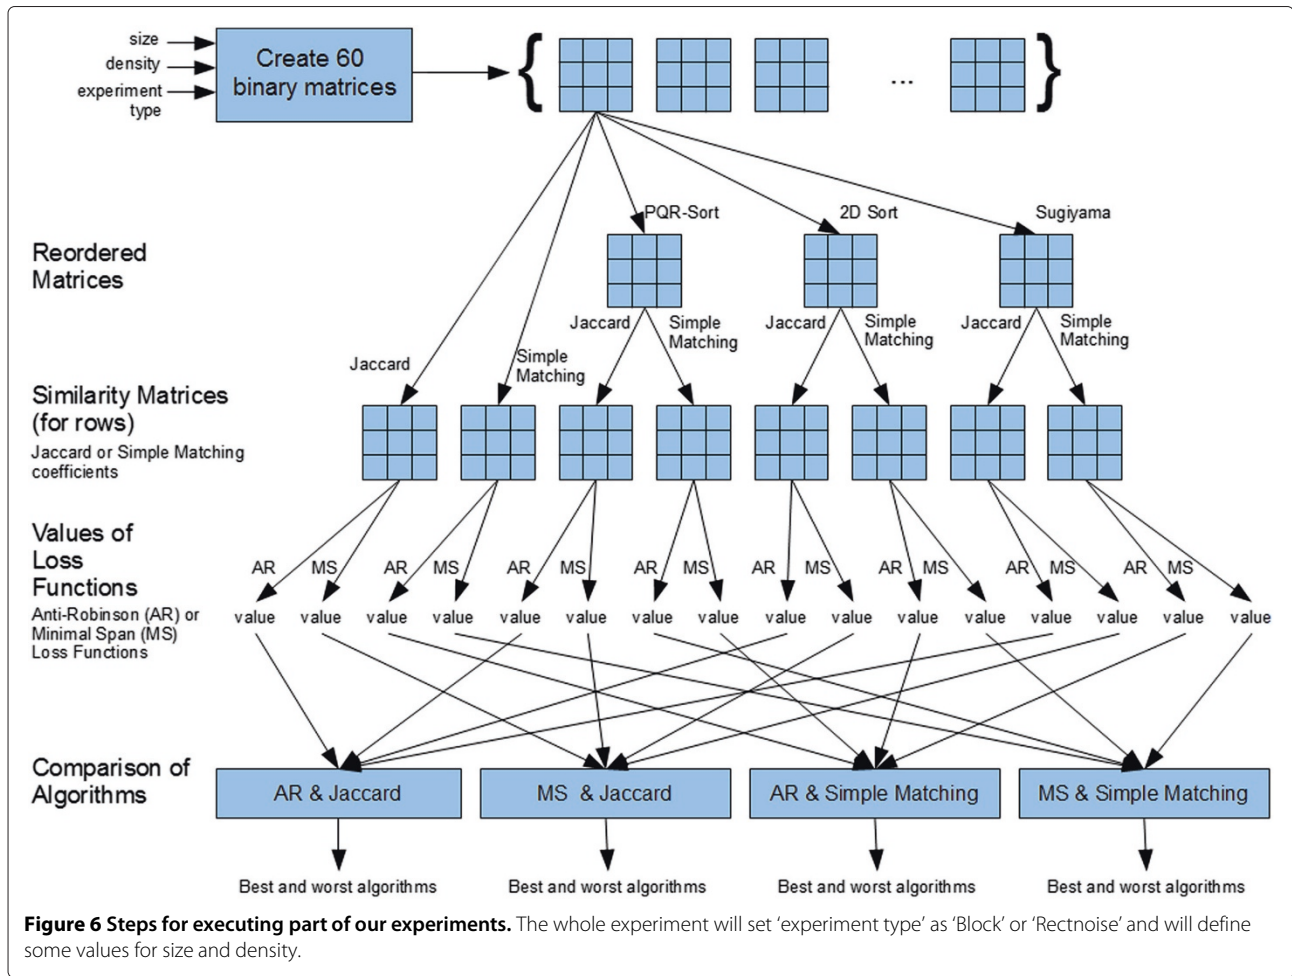 size
density
experiment
type
Create 60
binary matrices
{
...
}
PQR-Sort
2D Sort
Sugiyama
Reordered
Matrices
Jaccard
Simple
Matching
Jaccard
Simple
Matching
Jaccard
Simple
Matching
Jaccard
Simple
Matching
Similarity Matrices
(for rows)
Jaccard or Simple Matching
coefficients
Values of
Loss
Functions
Anti-Robinson (AR) or
Minimal Span (MS)
Loss Functions
AR MS AR MS AR MS AR MS AR MS AR MS AR MS AR MS
value value value value value value value value value value value value value value value value
Comparison of
Algorithms
AR & Jaccard
MS & Jaccard
AR & Simple Matching
MS & Simple Matching
Best and worst algorithms
Best and worst algorithms
Best and worst algorithms
Best and worst algorithms
Figure 6 Steps for executing part of our experiments. The whole experiment will set ‘experiment type’ as ‘Block’ or ‘Rectnoise’ and will define
some values for size and density.